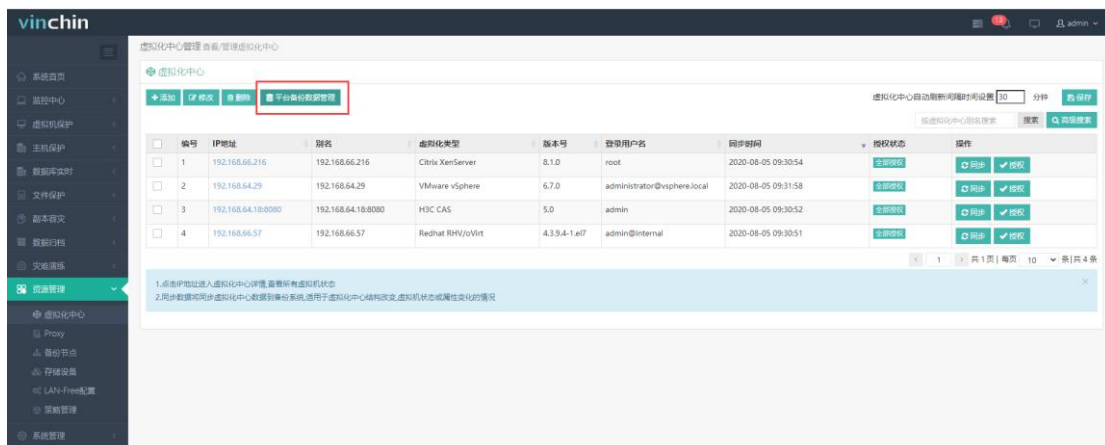 vinchin
13
admin
虚拟化中心管理 查看/管理虚拟化中心
系统首页
监控中心
虚拟机保护
主机保护
数据库实时
文件保护
副本容灾
数据归档
灾难演练
资源管理
虚拟化中心
Proxy
备份节点
存储设备
LAN-Free配置
策略管理
系统管理
虚拟化中心
添加 修改 删除 平台备份数据管理 虚拟化中心自动刷新间隔时间设置 30 分钟 保存
按虚拟化中心别名搜索 搜索 高级搜索
编号 IP地址 别名 虚拟化类型 版本号 登录用户名 同步时间 授权状态 操作
1 192.168.66.216 192.168.66.216 Citrix XenServer 8.1.0 root 2020-08-05 09:30:54 全部授权 同步 授权
2 192.168.64.29 192.168.64.29 VMware vSphere 6.7.0 administrator@vsphere.local 2020-08-05 09:31:58 全部授权 同步 授权
3 192.168.64.18:8080 192.168.64.18:8080 H3C CAS 5.0 admin 2020-08-05 09:30:52 全部授权 同步 授权
4 192.168.66.57 192.168.66.57 Redhat RHV/oVirt 4.3.9.4-1.el7 admin@internal 2020-08-05 09:30:51 全部授权 同步 授权
1 共1页 | 每页 10 条 | 共4条
1.点击IP地址进入虚拟化中心详情,查看所有虚拟机状态
2.同步数据将同步虚拟化中心数据到备份系统,适用于虚拟化中心结构改变,虚拟机状态或属性变化的情况